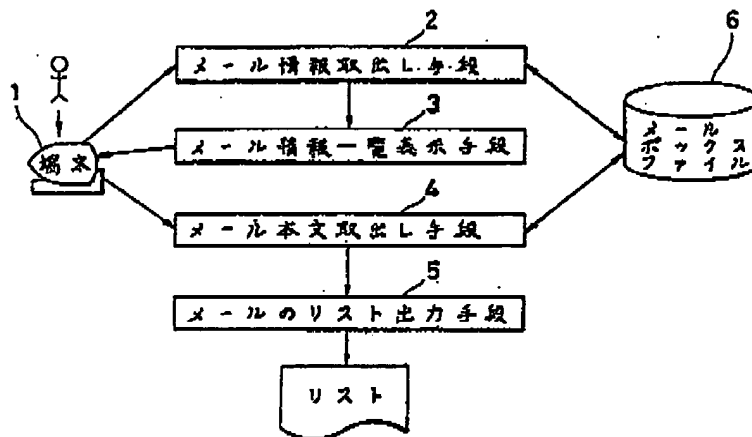 2
メール情報取出し手段
6
1
3
メール情報一覧表示手段
端末
メール
ボックス
ファイル
4
メール本文取出し手段
5
メールのリスト出力手段
リスト